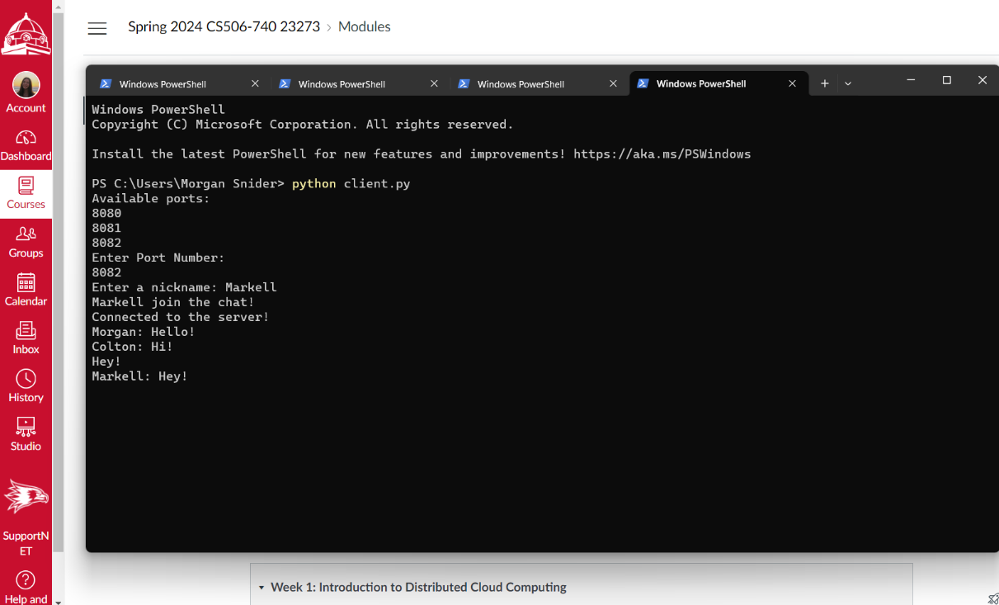 Spring 2024 CS506-740 23273 › Modules
Account
Dashboard
Courses
Groups
Calendar
Inbox
History
Studio
SupportN
ET
Help and
Windows PowerShell
Windows PowerShell
Windows PowerShell
Windows PowerShell
Windows PowerShell
Copyright (C) Microsoft Corporation. All rights reserved.
Install the latest PowerShell for new features and improvements! https://aka.ms/PSWindows
PS C:\Users\Morgan Snider> python client.py
Available ports:
8080
8081
8082
Enter Port Number:
8082
Enter a nickname: Markell
Markell join the chat!
Connected to the server!
Morgan: Hello!
Colton: Hi!
Hey!
Markell: Hey!
Week 1: Introduction to Distributed Cloud Computing